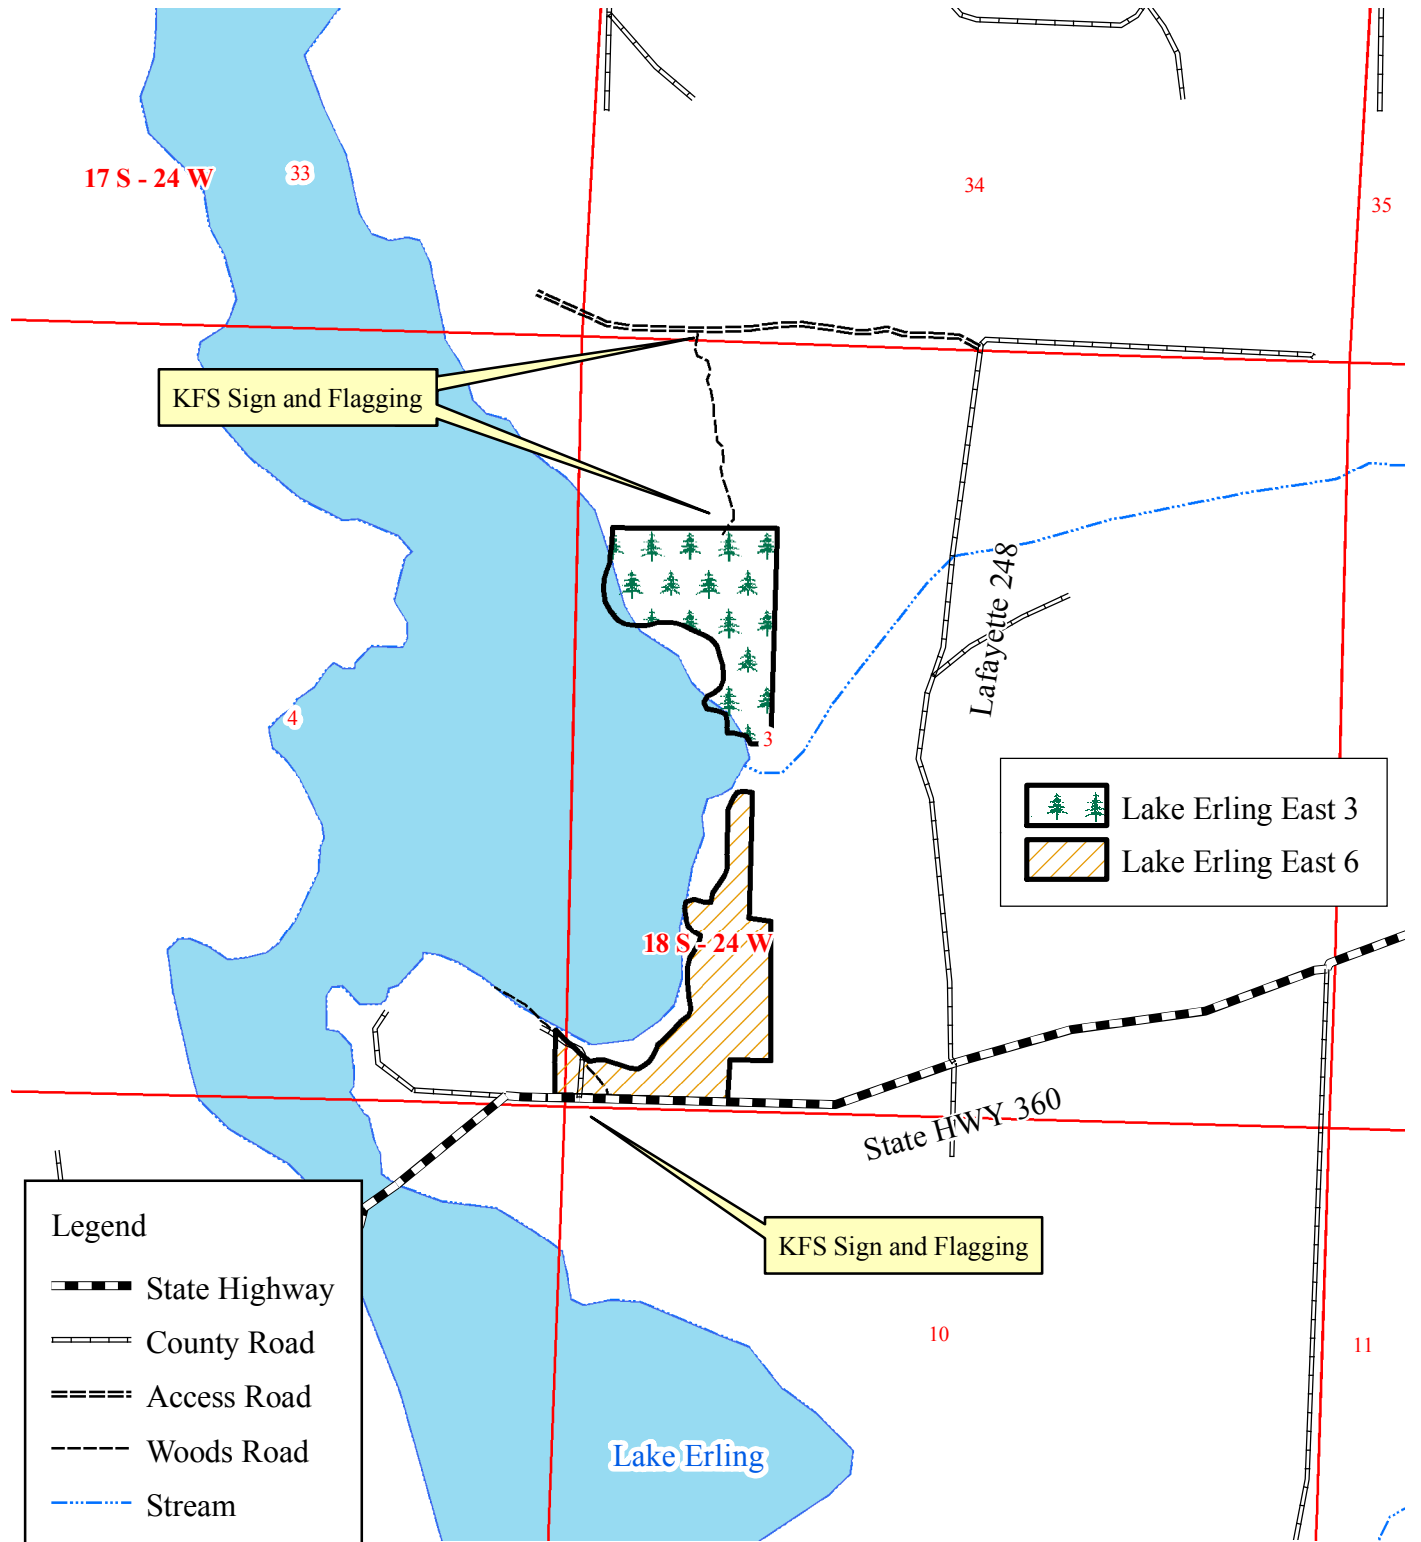 17 S - 24 W
33
34
35
KFS Sign and Flagging
Lafayette 248
4
3
Lake Erling East 3
Lake Erling East 6
18 S - 24 W
State HWY 360
KFS Sign and Flagging
Legend
State Highway
County Road
Access Road
Woods Road
Stream
10
11
Lake Erling